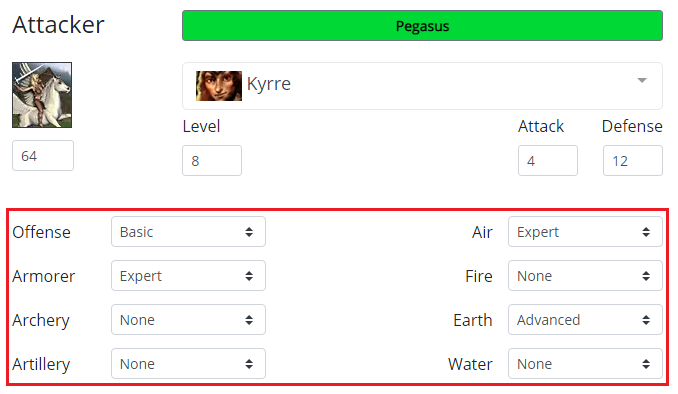 Attacker Pegasus
Kyrre
Level Attack Defense
64 8 4 12
Offense Basic Air Expert
Armorer Expert Fire None
Archery None Earth Advanced
Artillery None Water None